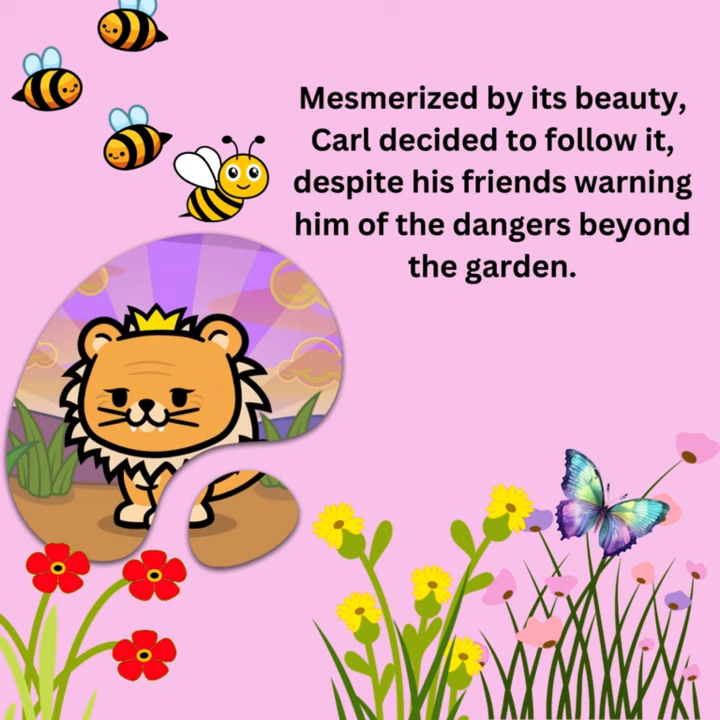 Mesmerized by its beauty,
Carl decided to follow it,
despite his friends warning
him of the dangers beyond
the garden.